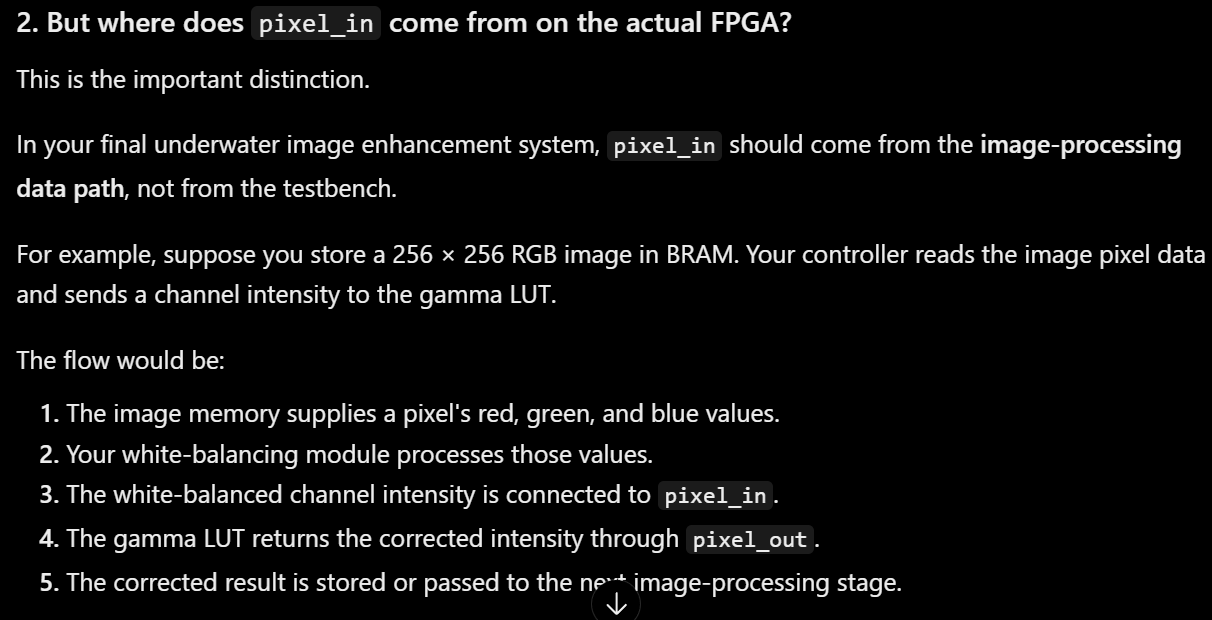 2. But where does pixel_in come from on the actual FPGA?
This is the important distinction.
In your final underwater image enhancement system, pixel_in should come from the image-processing
data path, not from the testbench.
For example, suppose you store a 256 × 256 RGB image in BRAM. Your controller reads the image pixel data
and sends a channel intensity to the gamma LUT.
The flow would be:
1. The image memory supplies a pixel's red, green, and blue values.
2. Your white-balancing module processes those values.
3. The white-balanced channel intensity is connected to pixel_in.
4. The gamma LUT returns the corrected intensity through pixel_out.
5. The corrected result is stored or passed to the next image-processing stage.